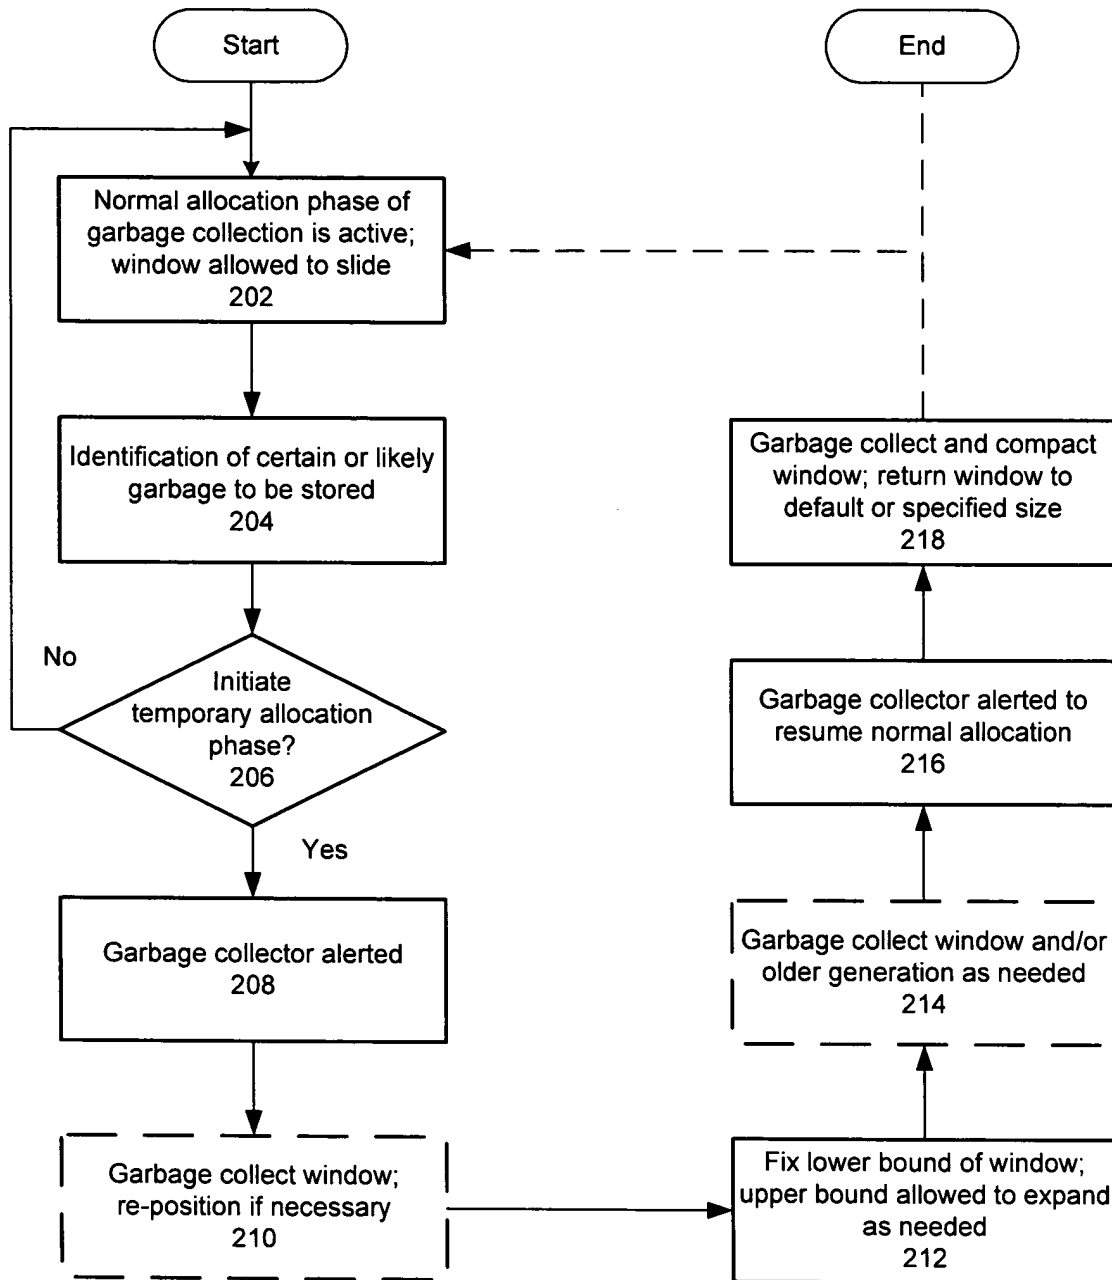 Start
Normal allocation phase of
garbage collection is active;
window allowed to slide
202
Identification of certain or likely
garbage to be stored
204
No
Initiate
temporary allocation
phase?
206
Yes
Garbage collector alerted
208
Garbage collect window;
re-position if necessary
210
Fix lower bound of window;
upper bound allowed to expand
as needed
212
Garbage collect window and/or
older generation as needed
214
Garbage collector alerted to
resume normal allocation
216
Garbage collect and compact
window; return window to
default or specified size
218
End